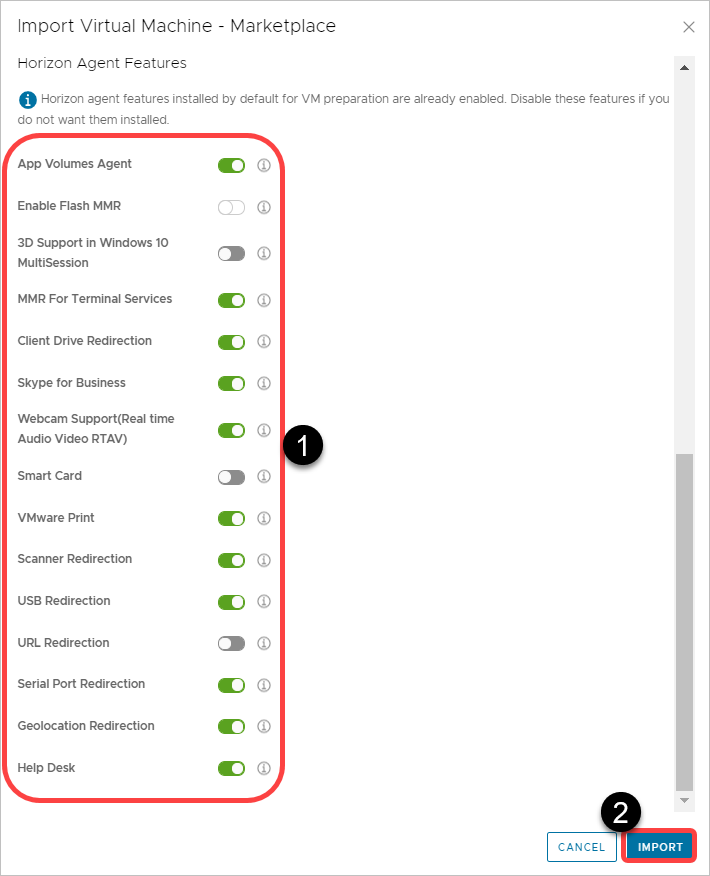 Import Virtual Machine - Marketplace
Horizon Agent Features
Horizon agent features installed by default for VM preparation are already enabled. Disable these features if you
do not want them installed.
App Volumes Agent
Enable Flash MMR
3D Support in Windows 10
MultiSession
MMR For Terminal Services
Client Drive Redirection
Skype for Business
Webcam Support(Real time
Audio Video RTAV)
1
Smart Card
VMware Print
Scanner Redirection
USB Redirection
URL Redirection
Serial Port Redirection
Geolocation Redirection
Help Desk
2
CANCEL IMPORT